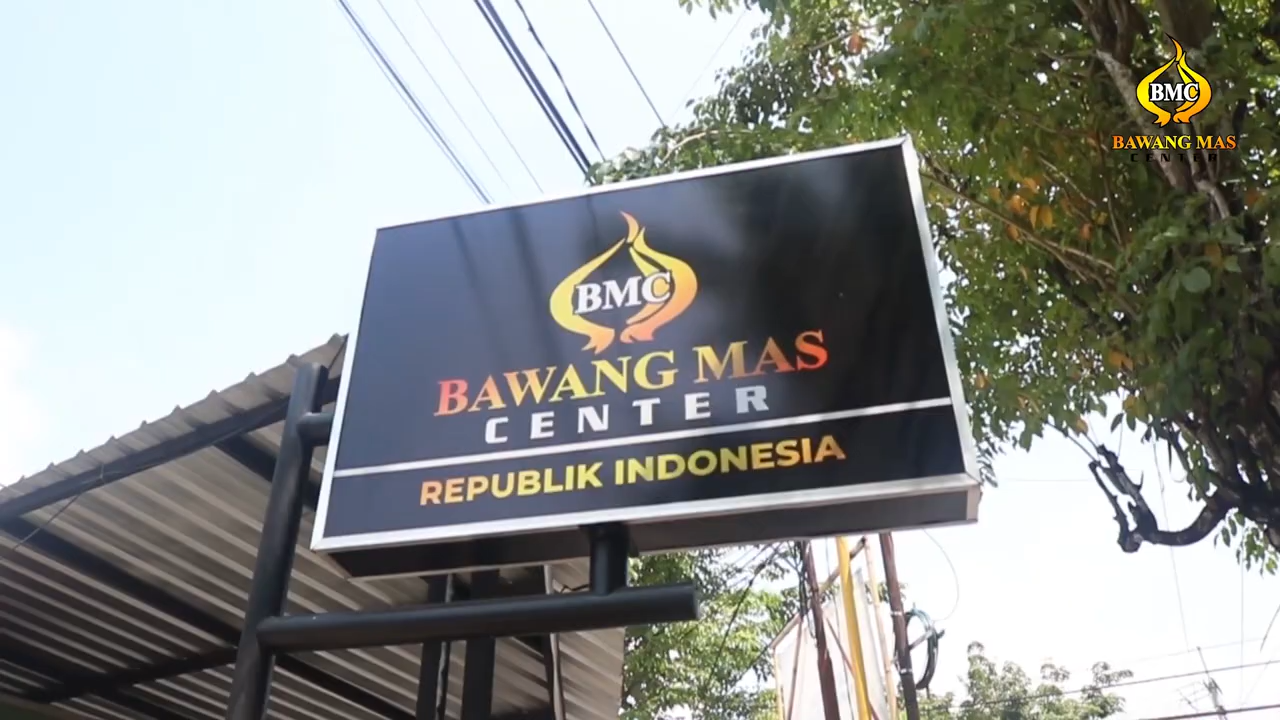 BMC
BAWANG MAS
CENTER
BMC
BAWANG MAS
CENTER
REPUBLIK INDONESIA